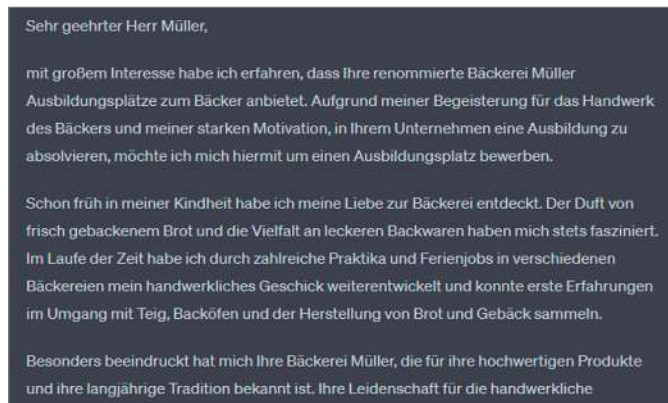 Sehr geehrter Herr Müller,
mit großem Interesse habe ich erfahren, dass Ihre renommierte Bäckerei Müller
Ausbildungsplätze zum Bäcker anbietet. Aufgrund meiner Begeisterung für das Handwerk
des Bäckers und meiner starken Motivation, in Ihrem Unternehmen eine Ausbildung zu
absolvieren, möchte ich mich hiermit um einen Ausbildungsplatz bewerben.
Schon früh in meiner Kindheit habe ich meine Liebe zur Bäckerei entdeckt. Der Duft von
frisch gebackenem Brot und die Vielfalt an leckeren Backwaren haben mich stets fasziniert.
Im Laufe der Zeit habe ich durch zahlreiche Praktika und Ferienjobs in verschiedenen
Bäckereien mein handwerkliches Geschick weiterentwickelt und konnte erste Erfahrungen
im Umgang mit Teig, Backöfen und der Herstellung von Brot und Gebäck sammeln.
Besonders beeindruckt hat mich Ihre Bäckerei Müller, die für ihre hochwertigen Produkte
und ihre langjährige Tradition bekannt ist. Ihre Leidenschaft für die handwerkliche